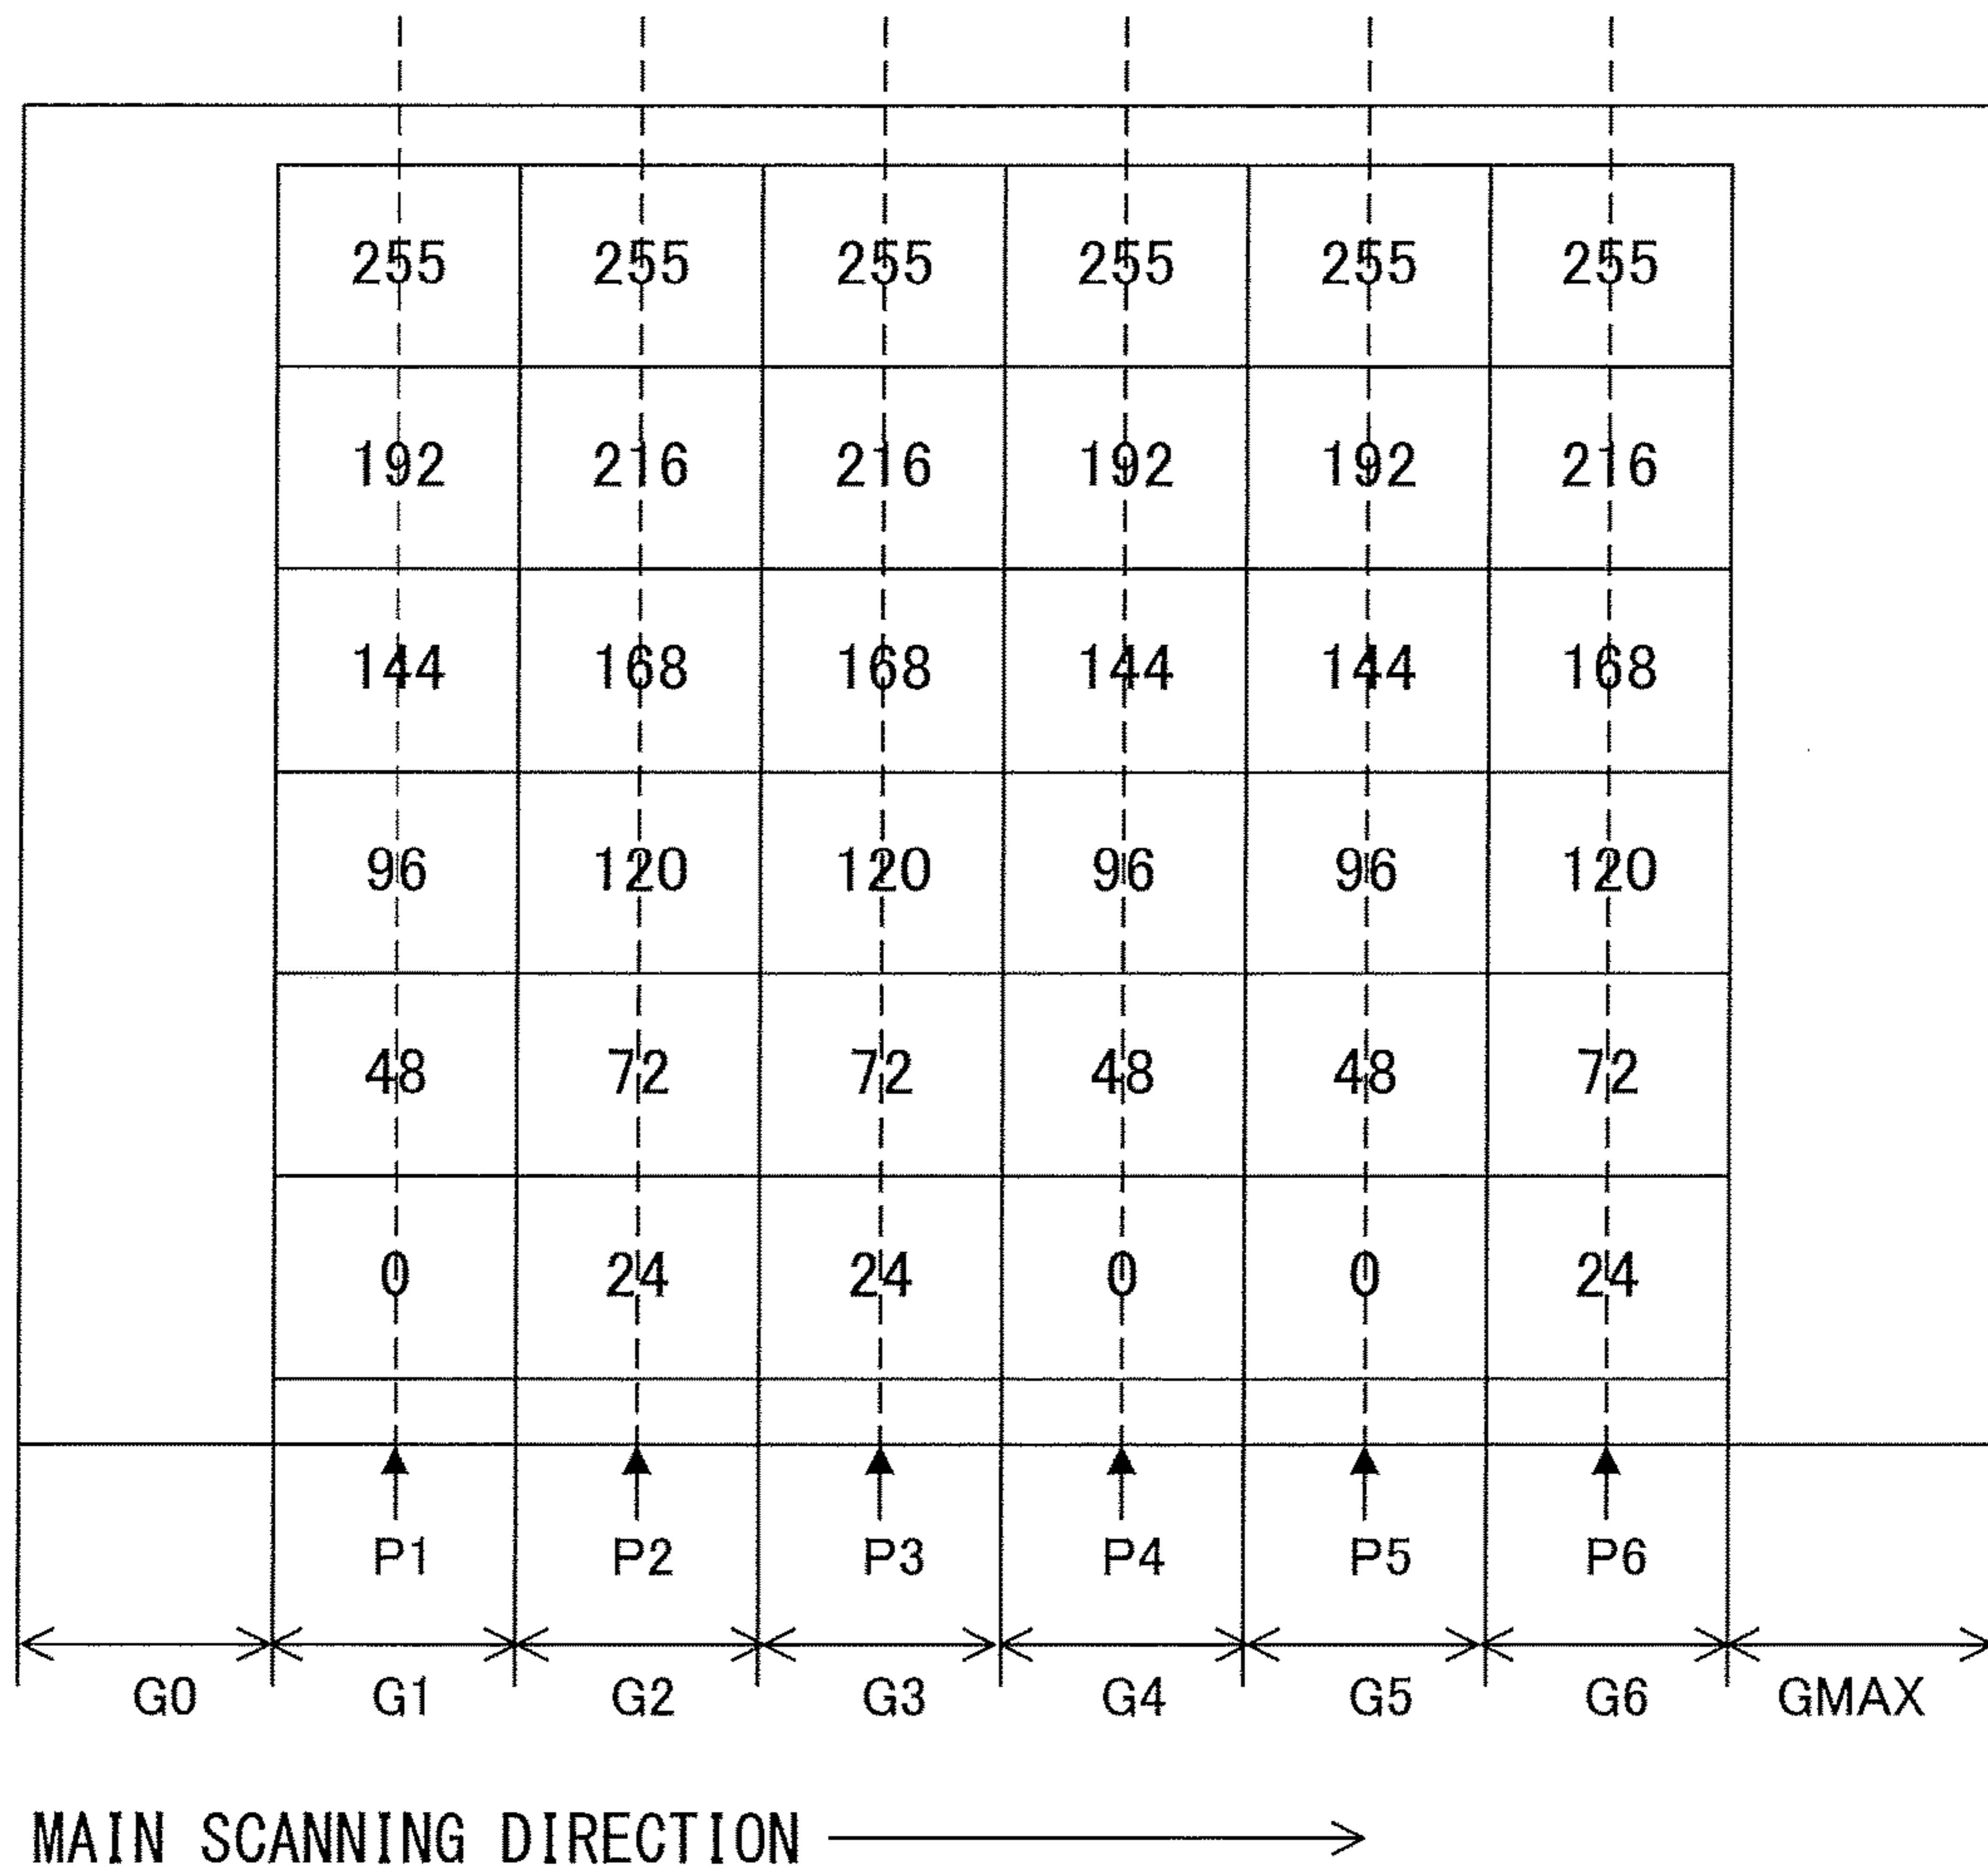 255 255 255 255 255 255
192 216 216 192 192 216
144 168 168 144 144 168
96 120 120 96 96 120
48 72 72 48 48 72
0 24 24 0 0 24
P1 P2 P3 P4 P5 P6
G0 G1 G2 G3 G4 G5 G6 GMAX
MAIN SCANNING DIRECTION